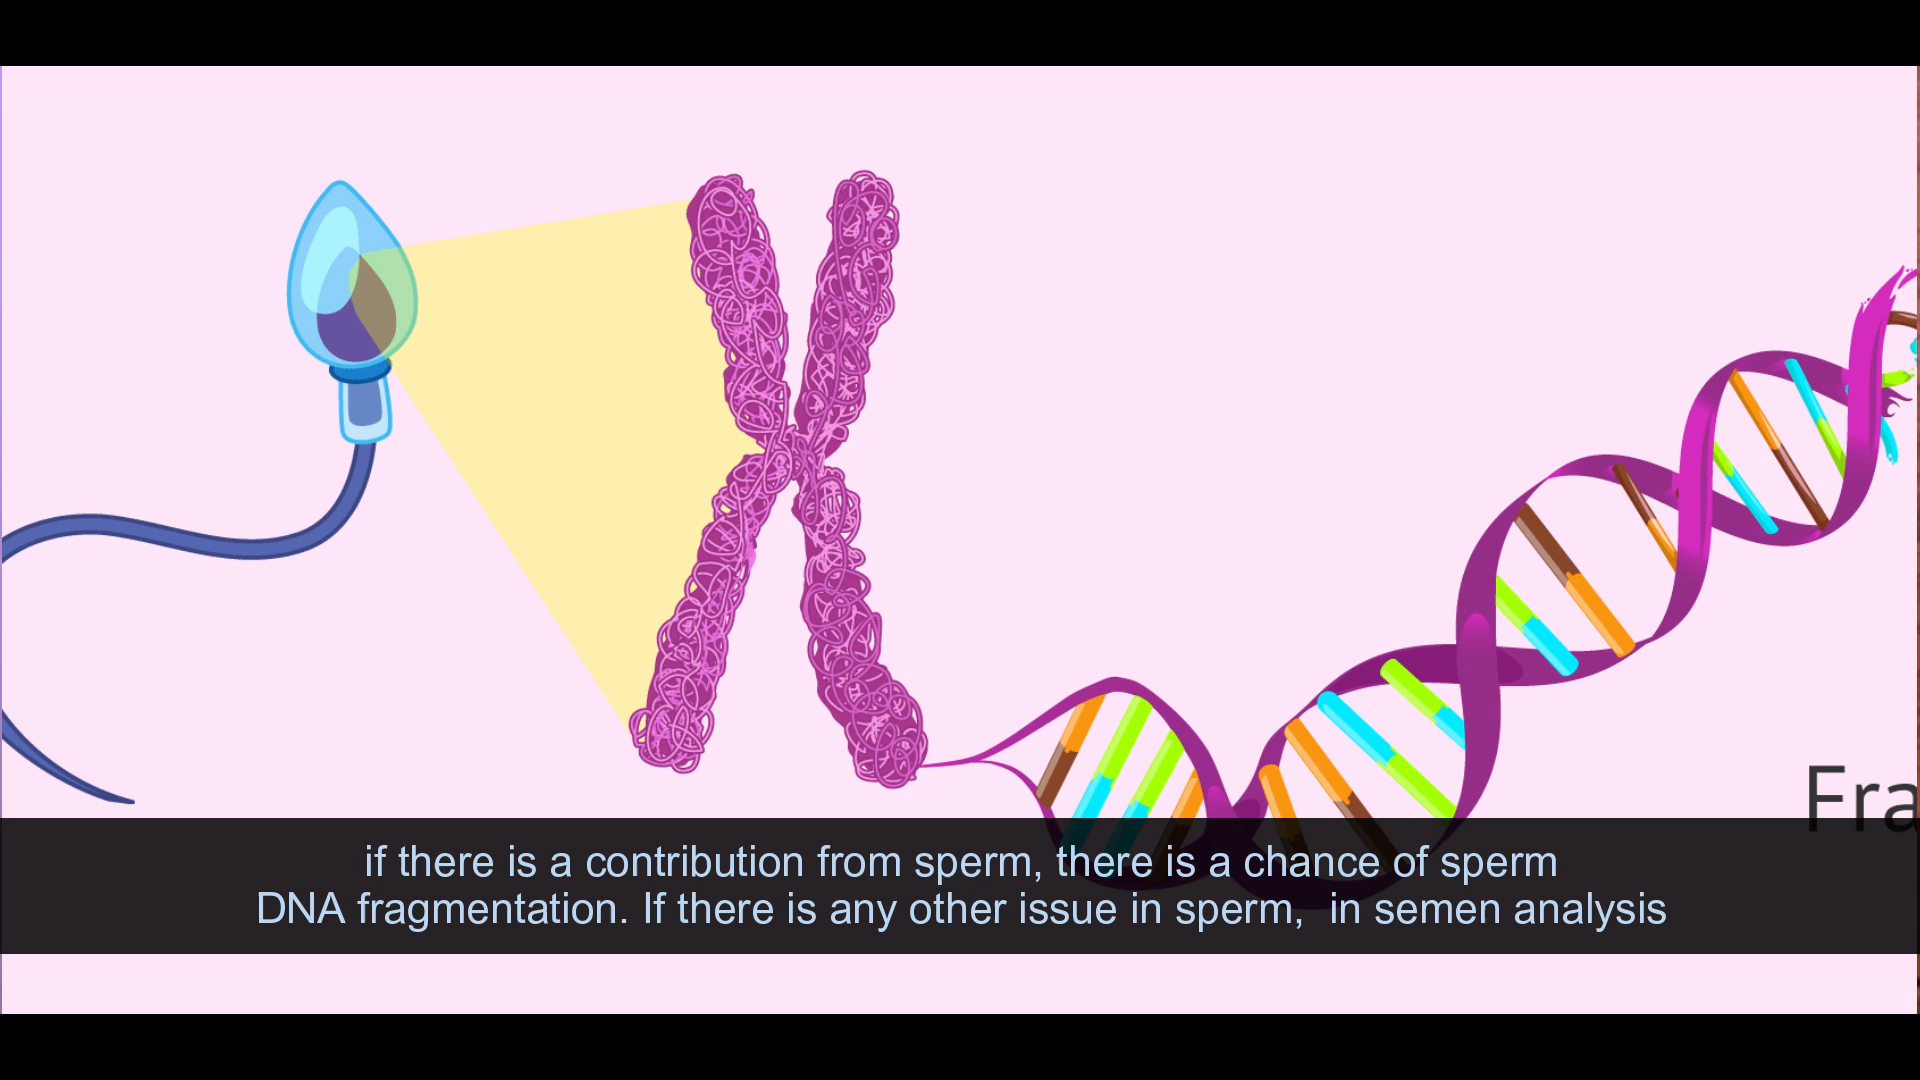 Fra
if there is a contribution from sperm, there is a chance of sperm
DNA fragmentation. If there is any other issue in sperm,  in semen analysis